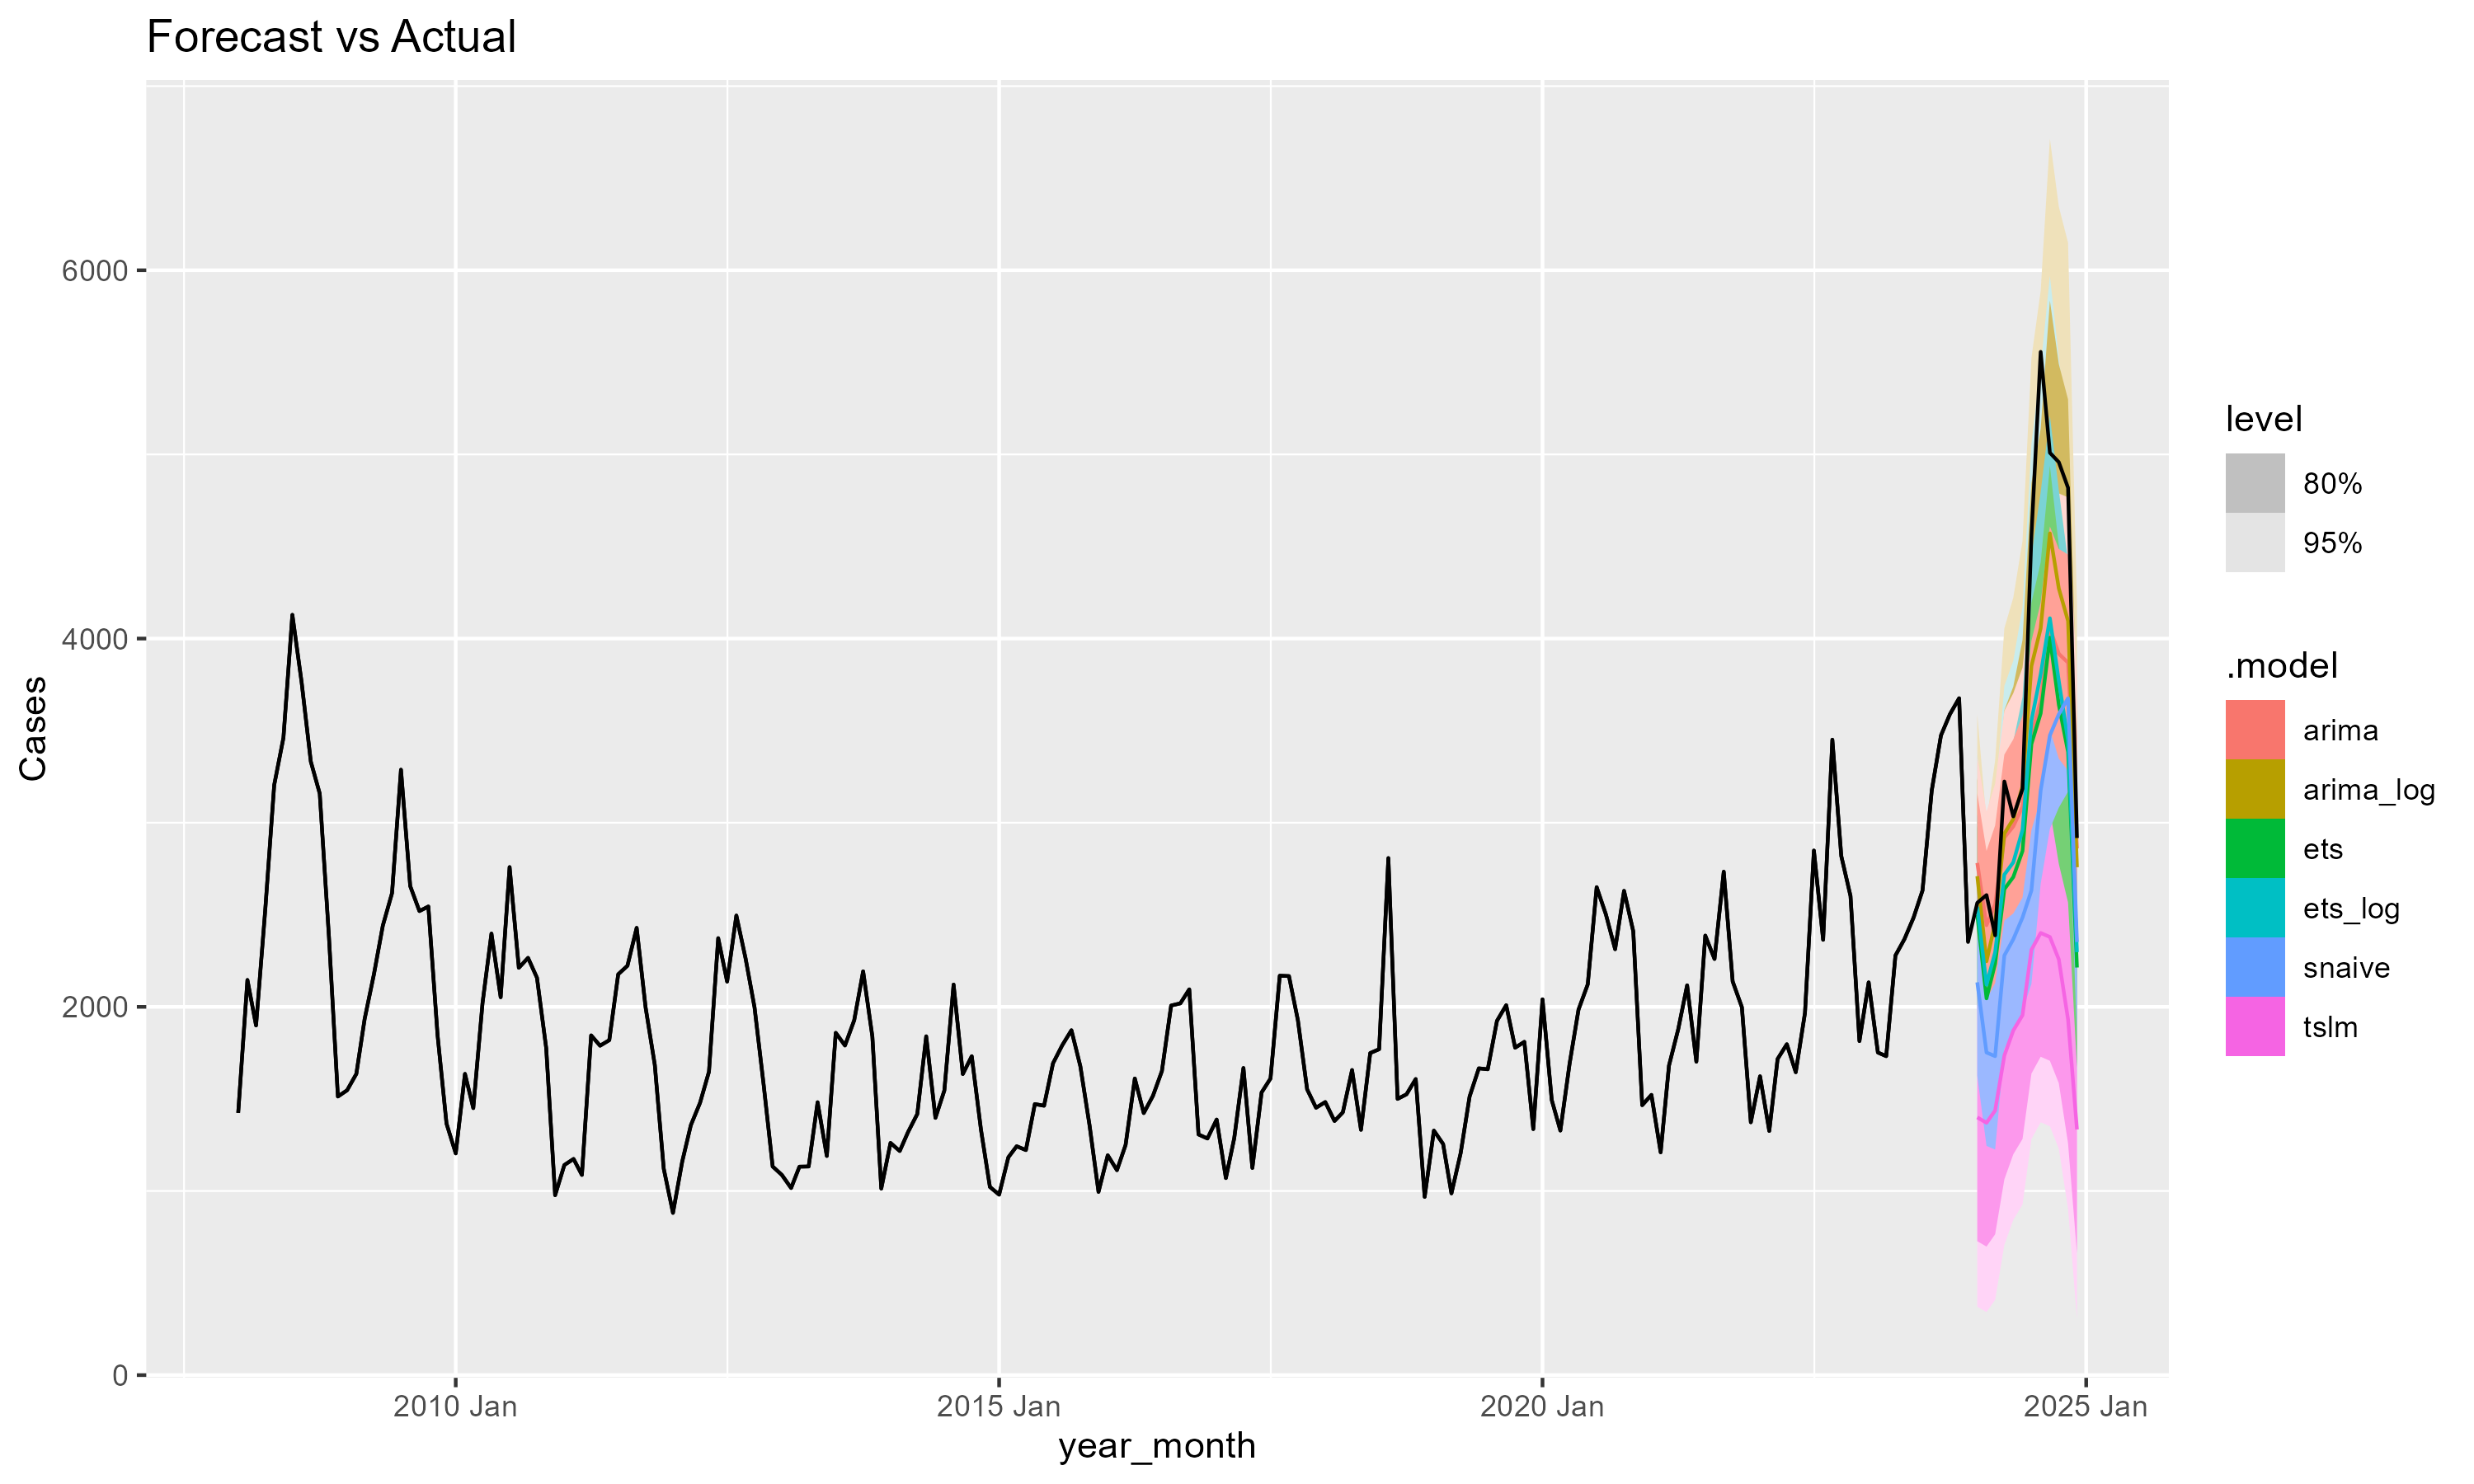 Forecast vs Actual
6000
4000
2000
0
Cases
2010 Jan
2015 Jan
2020 Jan
2025 Jan
year_month
level
80%
95%
.model
arima
arima_log
ets
ets_log
snaive
tslm